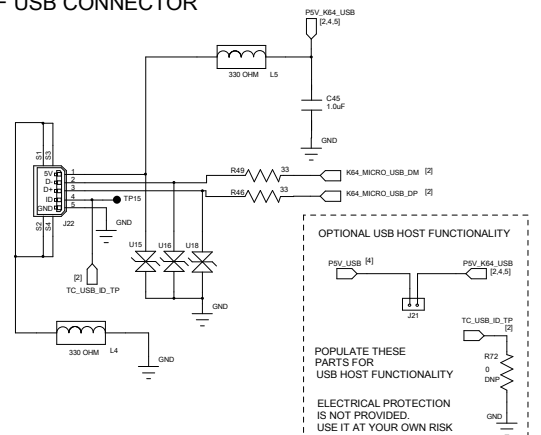 USB CONNECTOR
P5V_K64_USB
[2,4,5]
330 OHM L5
C45
1.0uF
GND
S1
S3
5V 1
D- 2
D+ 3
ID 4
GND 5
S2
S4
J22
TP15
GND
R49 33 K64_MICRO_USB_DM [2]
R46 33 K64_MICRO_USB_DP [2]
[2]
TC_USB_ID_TP
U15 U16 U18
GND
330 OHM L4
GND
OPTIONAL USB HOST FUNCTIONALITY
P5V_USB [4]
P5V_K64_USB
[2,4,5]
J21
TC_USB_ID_TP
[2]
R72
0
DNP
GND
POPULATE THESE
PARTS FOR
USB HOST FUNCTIONALITY
ELECTRICAL PROTECTION
IS NOT PROVIDED.
USE IT AT YOUR OWN RISK